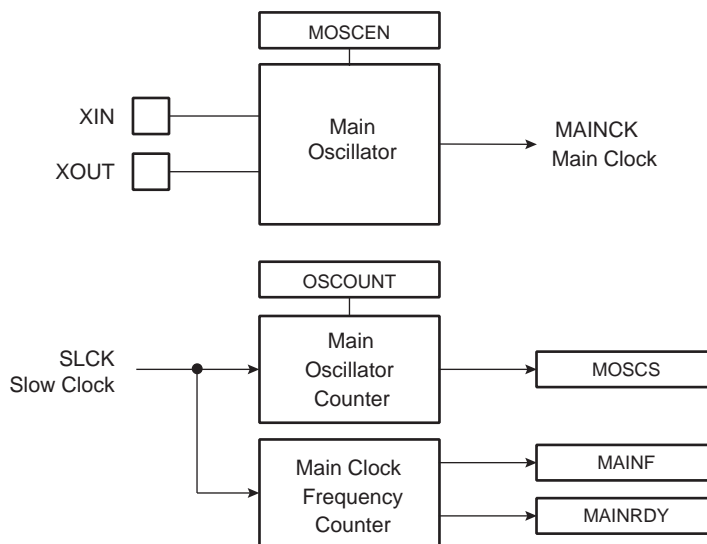 MOSCEN
XIN
XOUT
Main
Oscillator
MAINCK
Main Clock
OSCOUNT
SLCK
Slow Clock
Main
Oscillator
Counter
MOSCS
Main Clock
Frequency
Counter
MAINF
MAINRDY